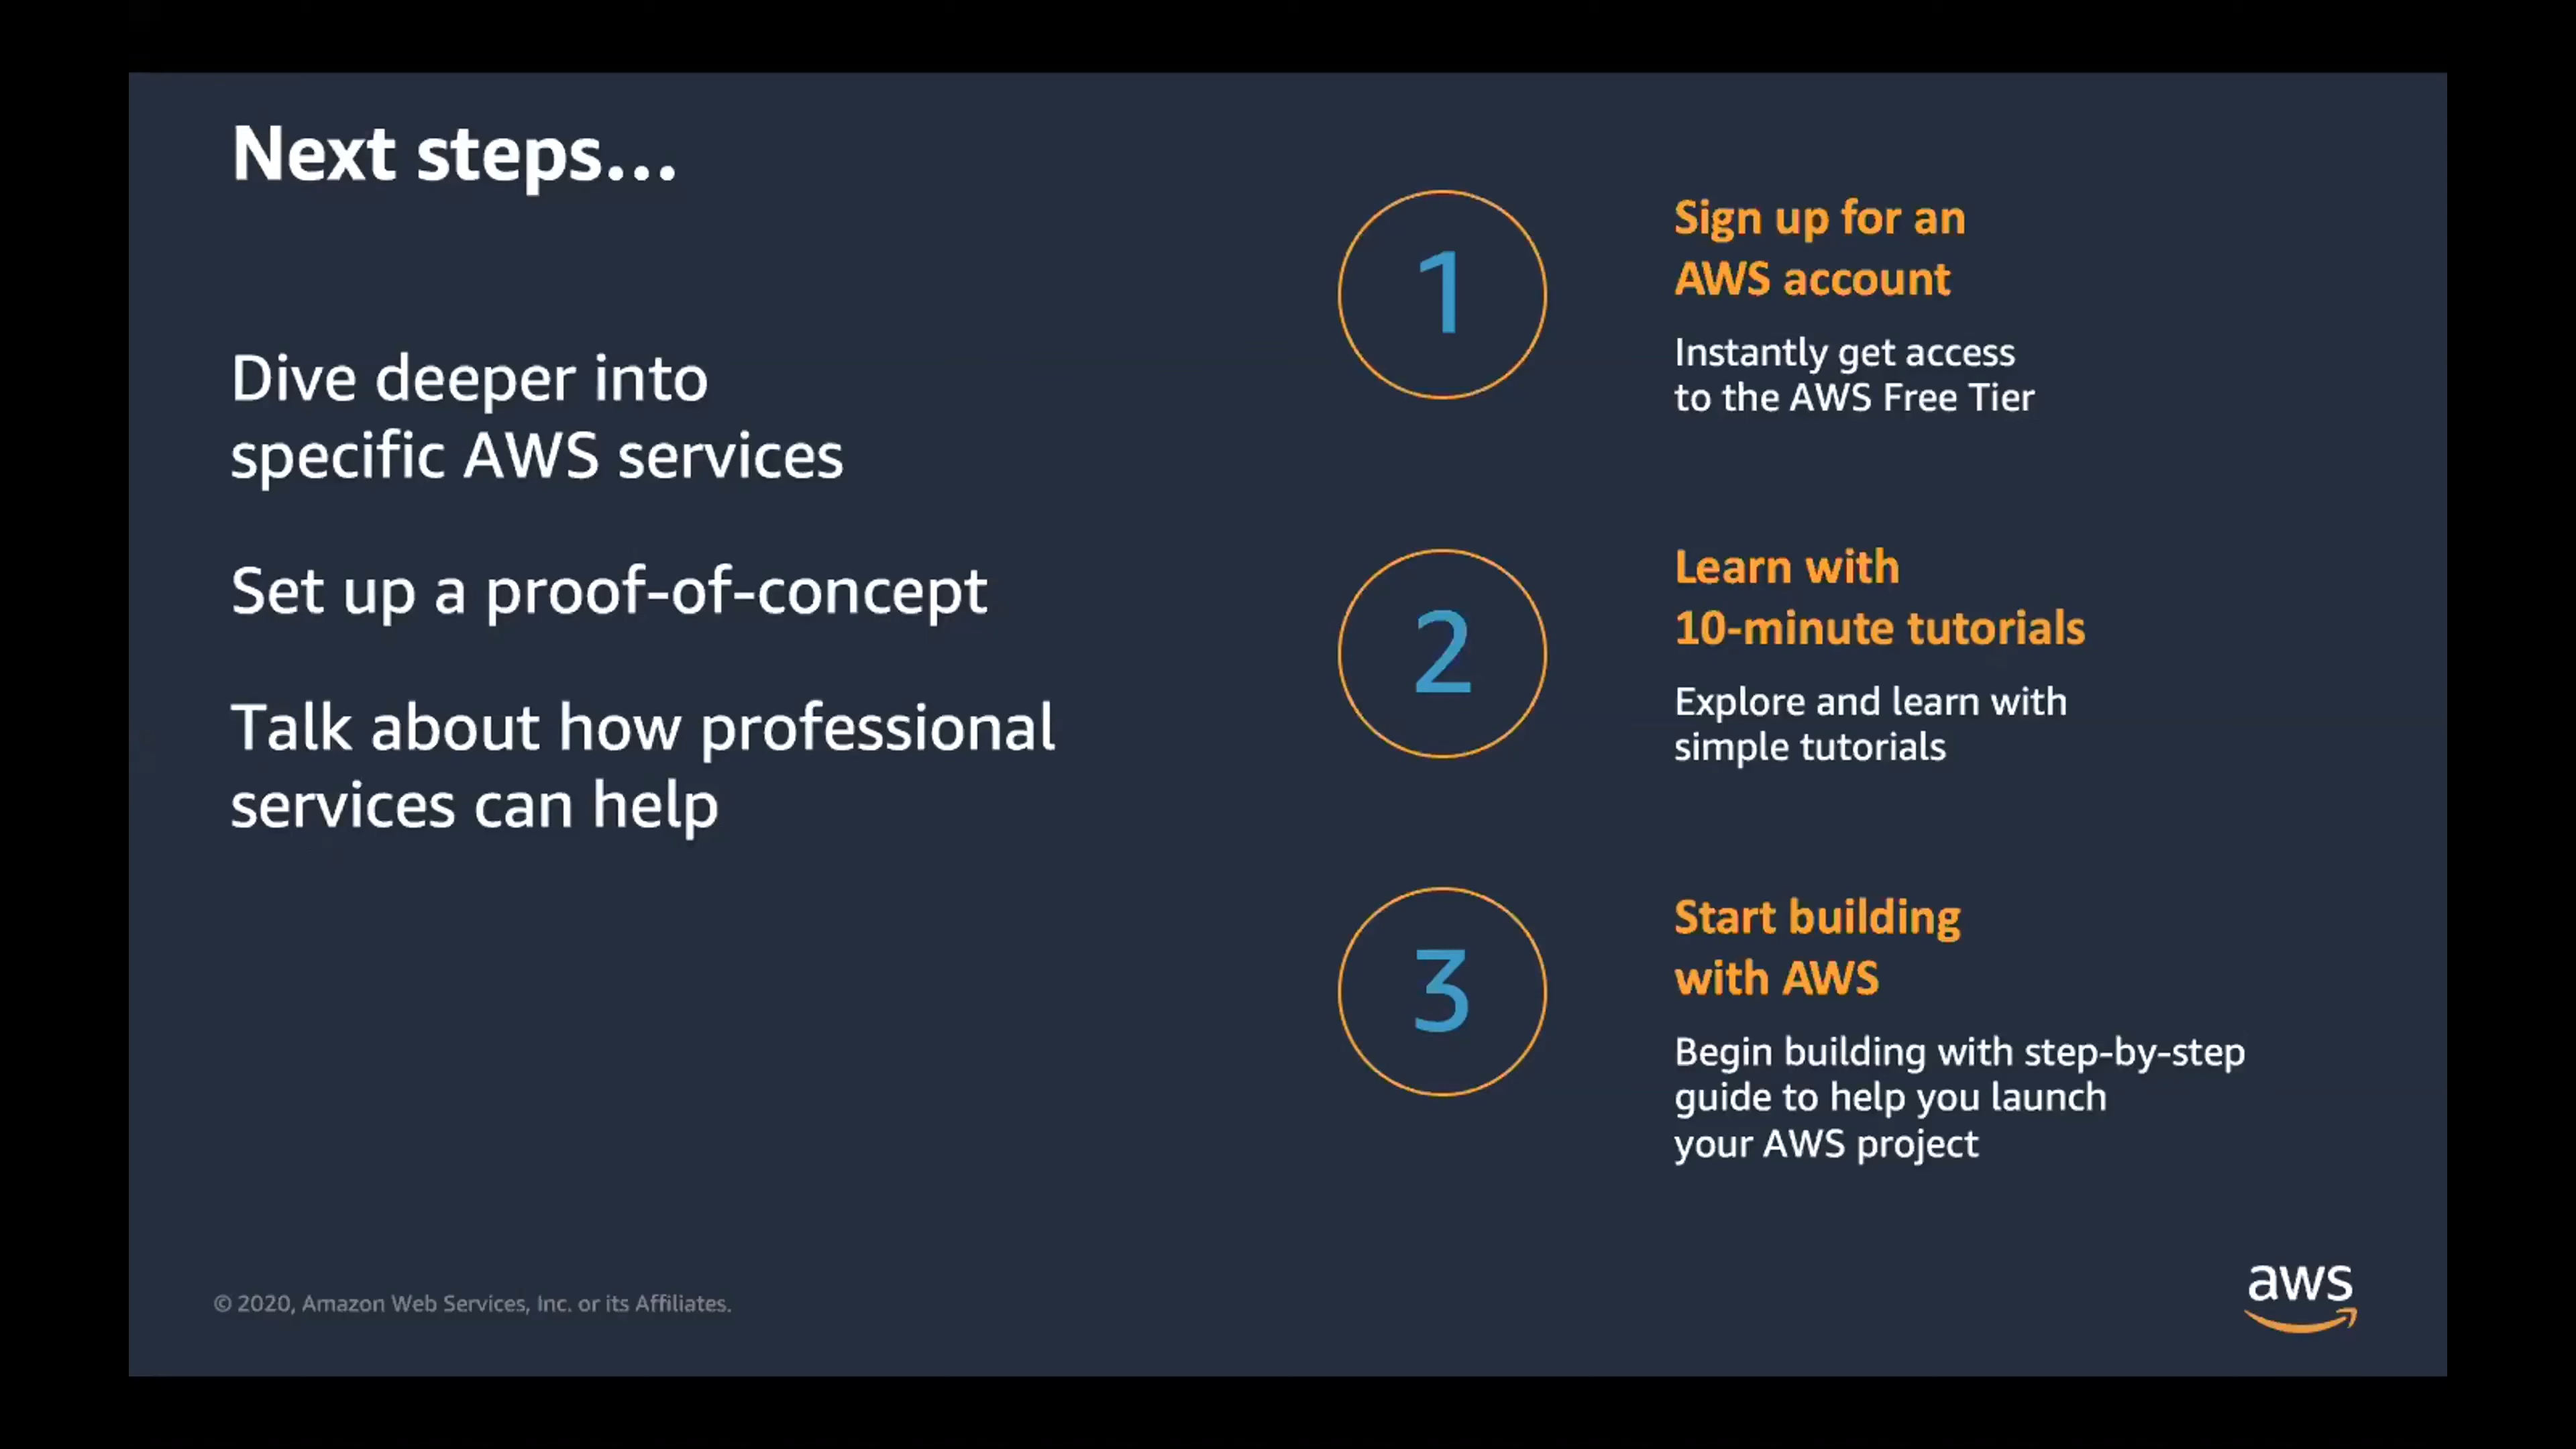 Next steps...
Dive deeper into
specific AWS services
Set up a proof-of-concept
Talk about how professional
services can help
1
Sign up for an
AWS account
Instantly get access
to the AWS Free Tier
2
Learn with
10-minute tutorials
Explore and learn with
simple tutorials
3
Start building
with AWS
Begin building with step-by-step
guide to help you launch
your AWS project
© 2020, Amazon Web Services, Inc. or its Affiliates.
aws